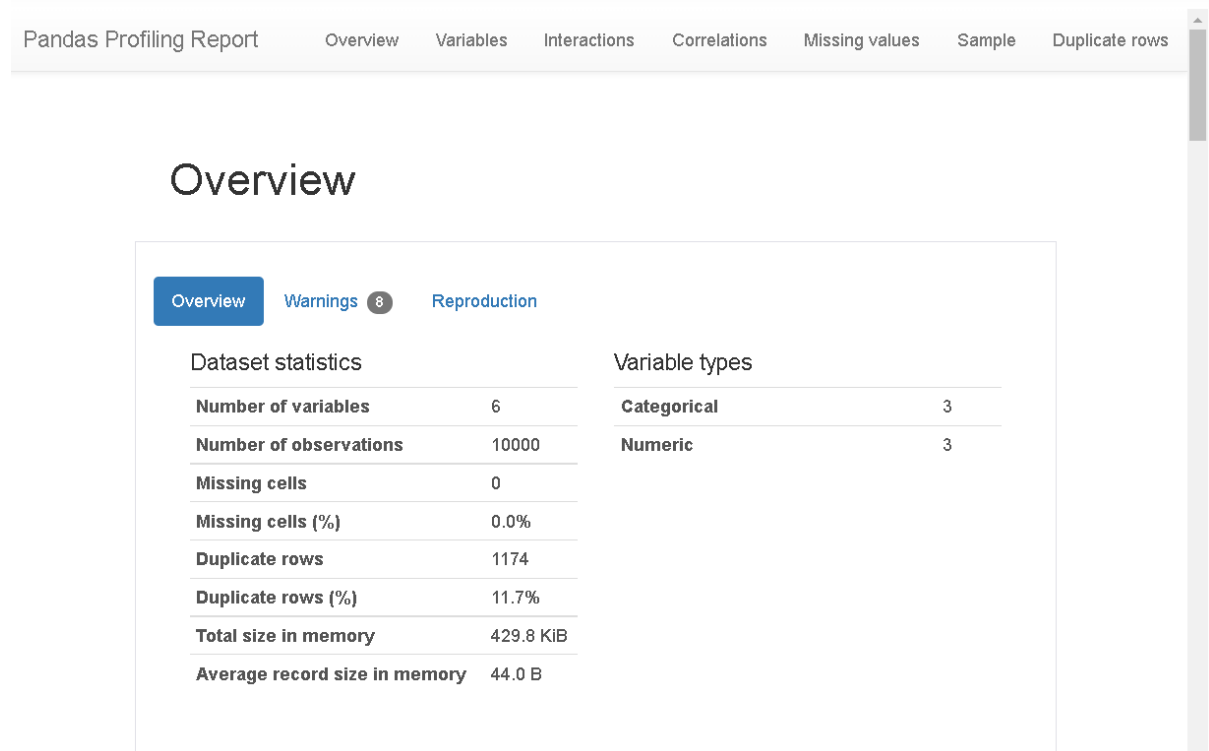 Pandas Profiling Report Overview Variables Interactions Correlations Missing values Sample Duplicate rows
Overview
Overview Warnings 8 Reproduction
Dataset statistics
Number of variables 6
Number of observations 10000
Missing cells 0
Missing cells (%) 0.0%
Duplicate rows 1174
Duplicate rows (%) 11.7%
Total size in memory 429.8 KiB
Average record size in memory 44.0 B
Variable types
Categorical 3
Numeric 3